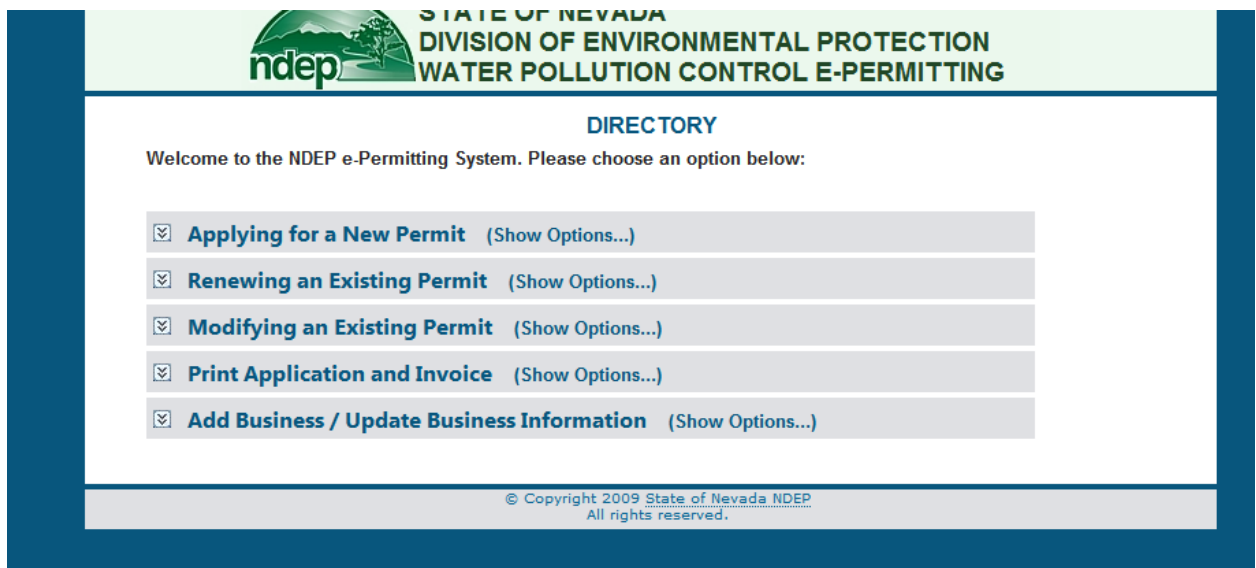 STATE OF NEVADA
DIVISION OF ENVIRONMENTAL PROTECTION
WATER POLLUTION CONTROL E-PERMITTING
ndep
DIRECTORY
Welcome to the NDEP e-Permitting System. Please choose an option below:
Applying for a New Permit (Show Options...)
Renewing an Existing Permit (Show Options...)
Modifying an Existing Permit (Show Options...)
Print Application and Invoice (Show Options...)
Add Business / Update Business Information (Show Options...)
© Copyright 2009 State of Nevada NDEP
All rights reserved.